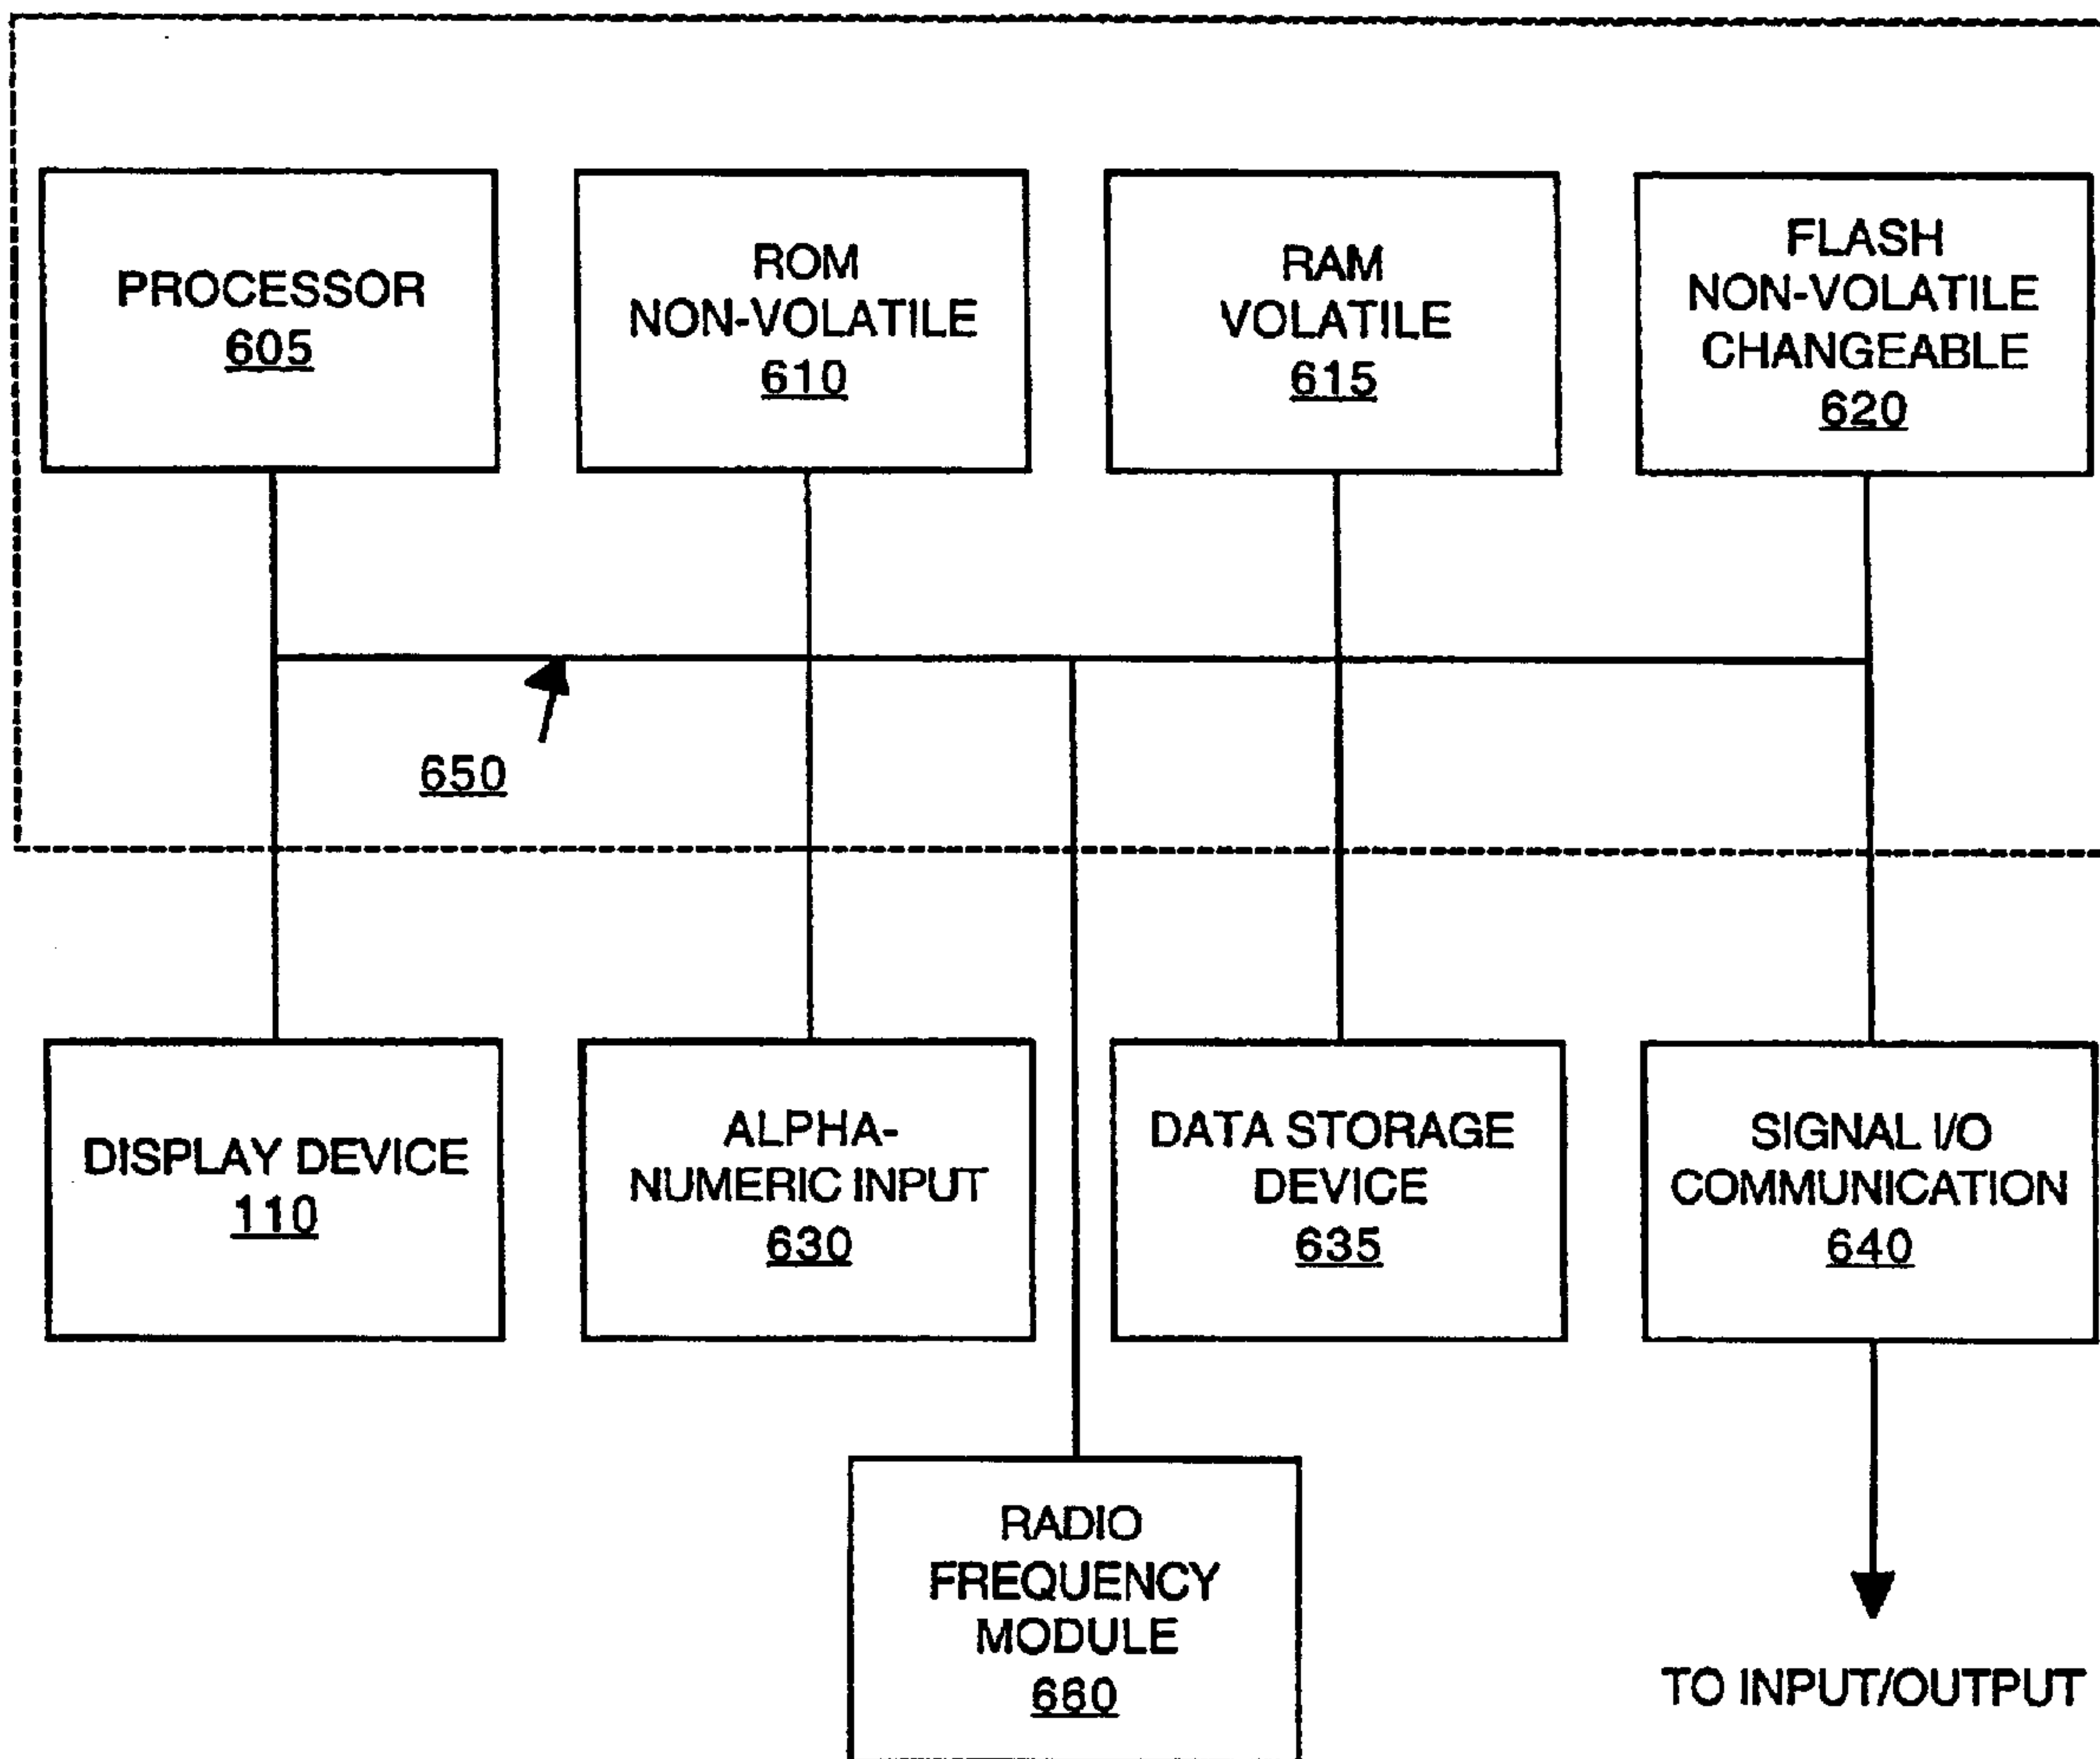 PROCESSOR
605
ROM
NON-VOLATILE
610
RAM
VOLATILE
615
FLASH
NON-VOLATILE
CHANGEABLE
620
650
DISPLAY DEVICE
110
ALPHA-
NUMERIC INPUT
630
DATA STORAGE
DEVICE
635
SIGNAL I/O
COMMUNICATION
640
RADIO
FREQUENCY
MODULE
660
TO INPUT/OUTPUT